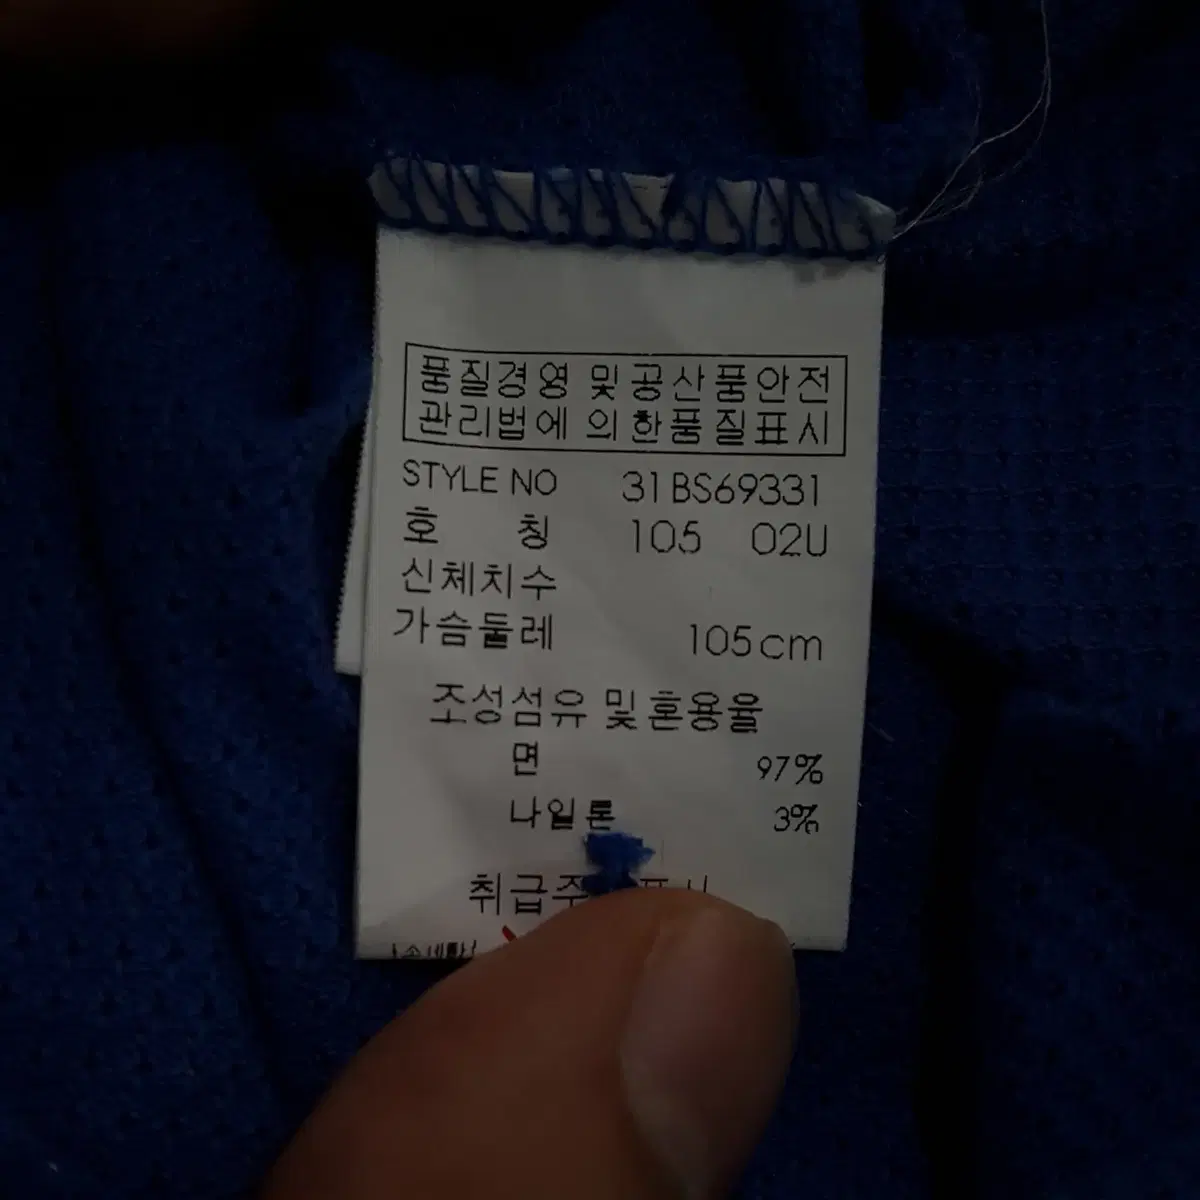 품질경영 및 공산품안전
관리법에 의한품질표시
STYLE NO 31BS69331
호 칭 105 02U
신체치수
가슴둘레 105cm
조성섬유 및 혼용율
면 97%
나일론 3%